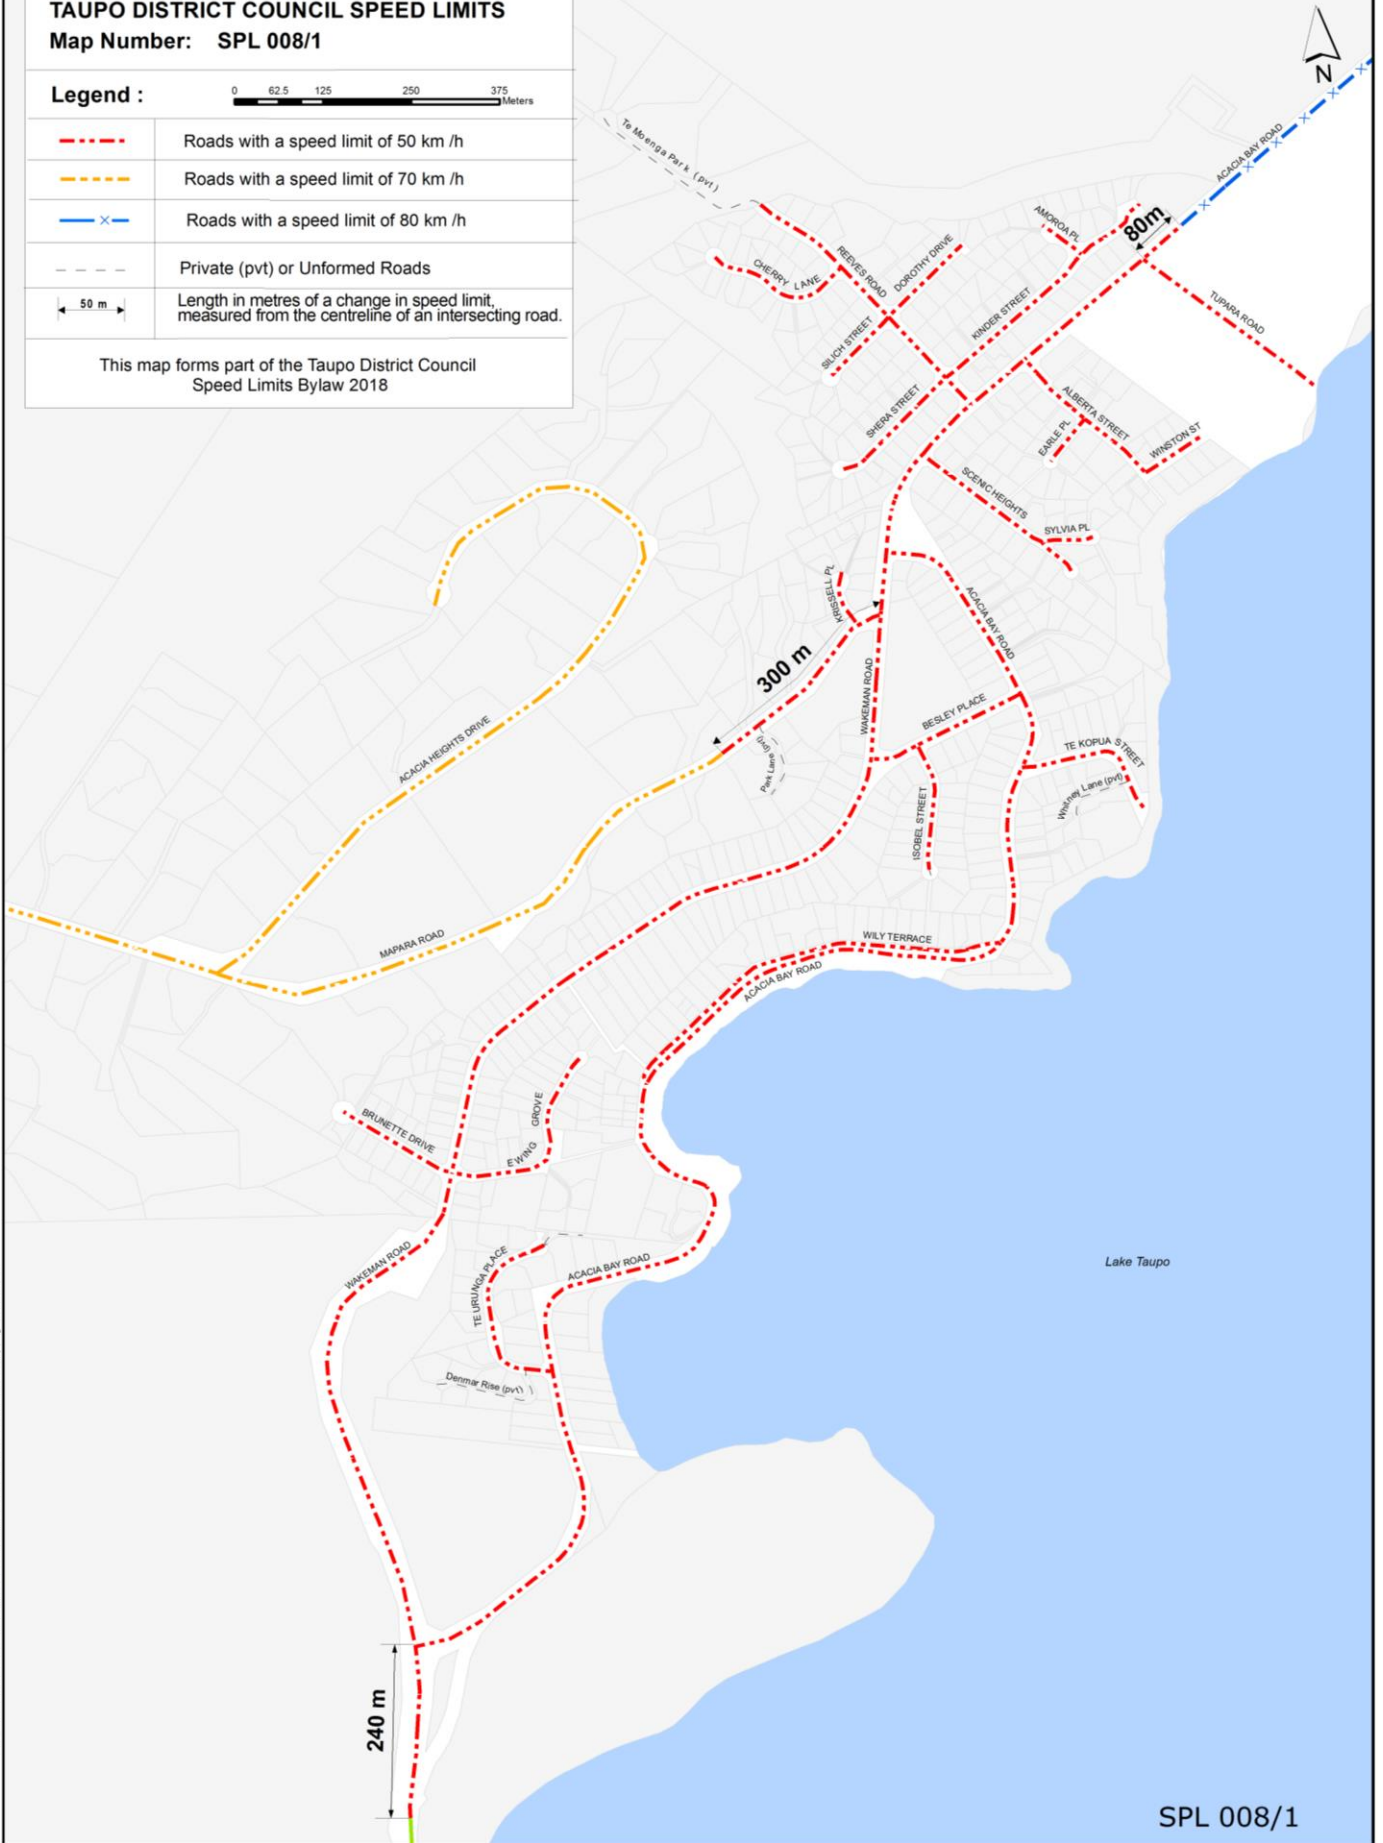 TAUPO DISTRICT COUNCIL SPEED LIMITS
Map Number: SPL 008/1
Legend :
0 62.5 125 250 375
Meters
Roads with a speed limit of 50 km /h
Roads with a speed limit of 70 km /h
Roads with a speed limit of 80 km /h
Private (pvt) or Unformed Roads
50 m
Length in metres of a change in speed limit,
measured from the centreline of an intersecting road.
This map forms part of the Taupo District Council
Speed Limits Bylaw 2018
N
Te Moenga Park (pvt)
ACACIA BAY ROAD
80m
AMOROA PL
REEVES ROAD
DOROTHY DRIVE
CHERRY LANE
KINDER STREET
TUPARA ROAD
SILICH STREET
SHERA STREET
ALBERTA STREET
EARLE PL
WINSTON ST
SCENIC HEIGHTS
SYLVIA PL
KRISSELL PL
ACACIA BAY ROAD
300 m
WAKEMAN ROAD
BESLEY PLACE
ACACIA HEIGHTS DRIVE
Park Lane (pvt)
TE KOPUA STREET
Whitney Lane (pvt)
ISOBEL STREET
MAPARA ROAD
WILY TERRACE
ACACIA BAY ROAD
BRUNETTE DRIVE
EWING GROVE
WAKEMAN ROAD
TE URUNGA PLACE
ACACIA BAY ROAD
Lake Taupo
Denmar Rise (pvt)
240 m
SPL 008/1